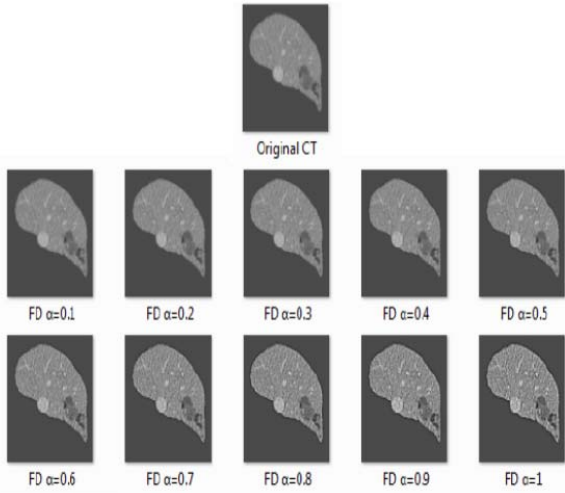 Original CT
FD α=0.1
FD α=0.2
FD α=0.3
FD α=0.4
FD α=0.5
FD α=0.6
FD α=0.7
FD α=0.8
FD α=0.9
FD α=1